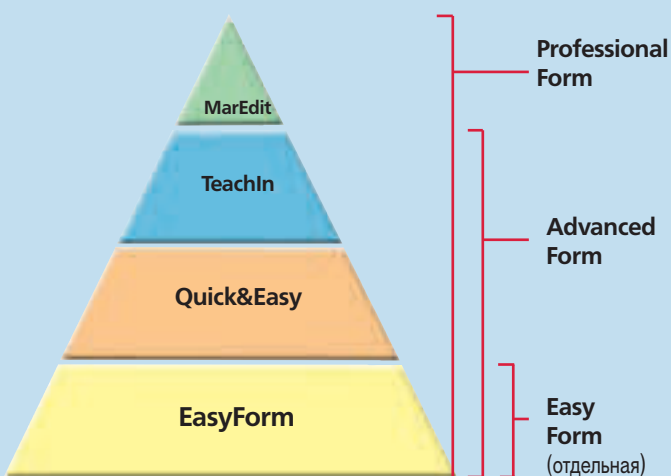 Professional
Form
MarEdit
TeachIn
Advanced
Form
Quick&Easy
EasyForm
Easy
Form
(отдельная)